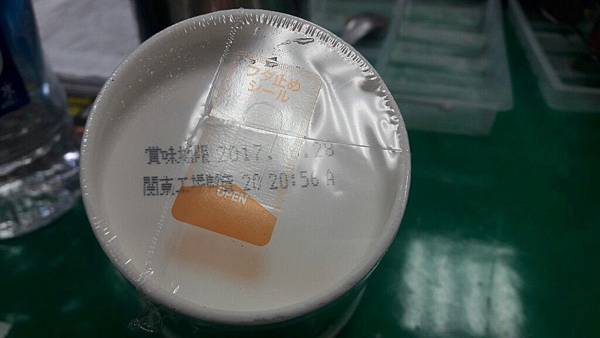 フタ止め
シール
賞味期限 2017. .28
関東工場製造 20/20:56 A
OPEN